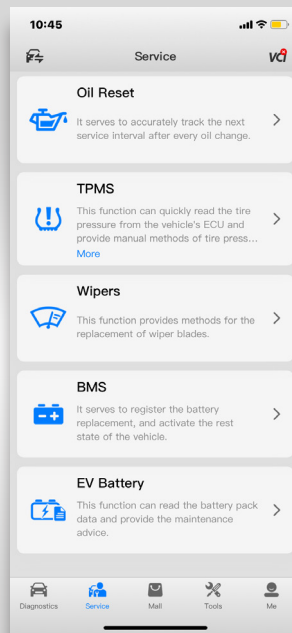 10:45
Service
VCI
Oil Reset
It serves to accurately track the next
service interval after every oil change.
TPMS
This function can quickly read the tire
pressure from the vehicle's ECU and
provide manual methods of tire press...
More
Wipers
This function provides methods for the
replacement of wiper blades.
BMS
It serves to register the battery
replacement, and activate the rest
state of the vehicle.
EV Battery
This function can read the battery pack
data and provide the maintenance
advice.
Diagnostics
Service
Mall
Tools
Me